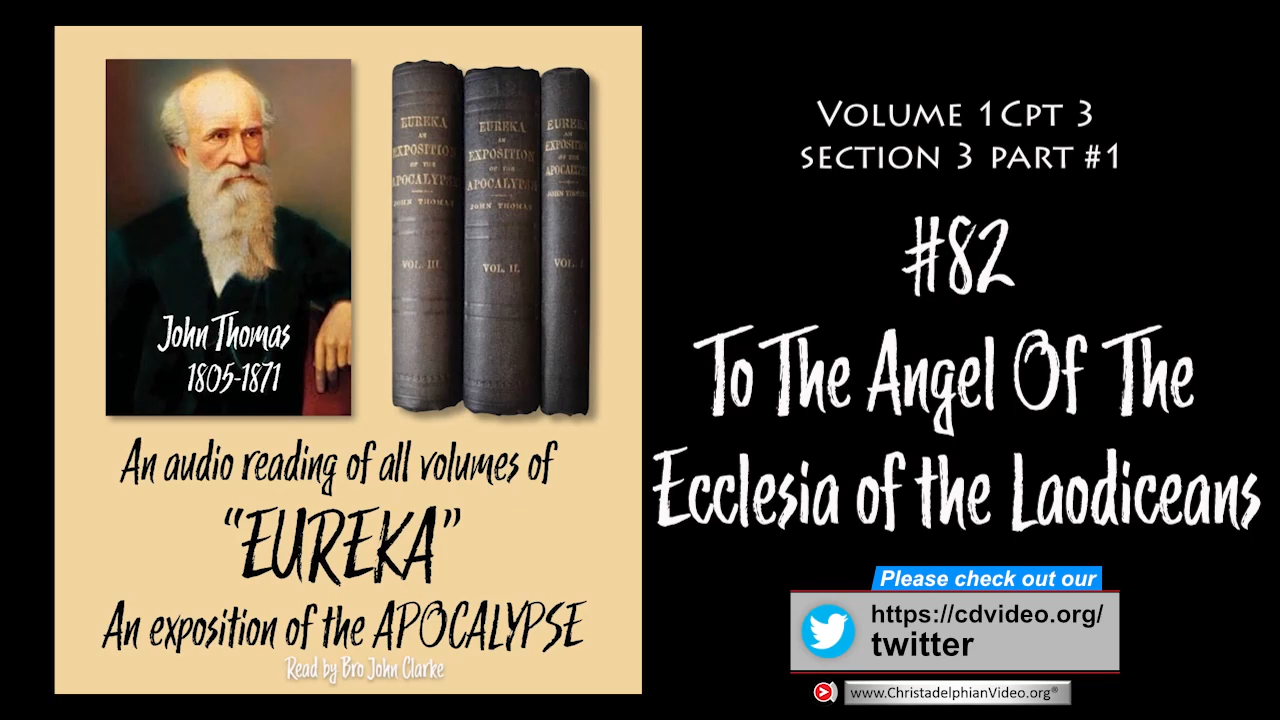 John Thomas
1805-1871
EUREKA
AN
EXPOSITION
OF THE
APOCALYPSE
JOHN THOMAS
VOL. III.
EUREKA
AN
EXPOSITION
OF THE
APOCALYPSE
JOHN THOMAS
VOL. II.
EUREKA
AN
EXPOSITION
OF THE
APOCALYPSE
JOHN THOMAS
VOL. I
An audio reading of all volumes of
“EUREKA”
An exposition of the APOCALYPSE
Read by Bro John Clarke
VOLUME 1 CPT 3
SECTION 3 PART #1
#82
To The Angel Of The
Ecclesia of the Laodiceans
Please check out our
https://cdvideo.org/
twitter
www.ChristadelphianVideo.org®